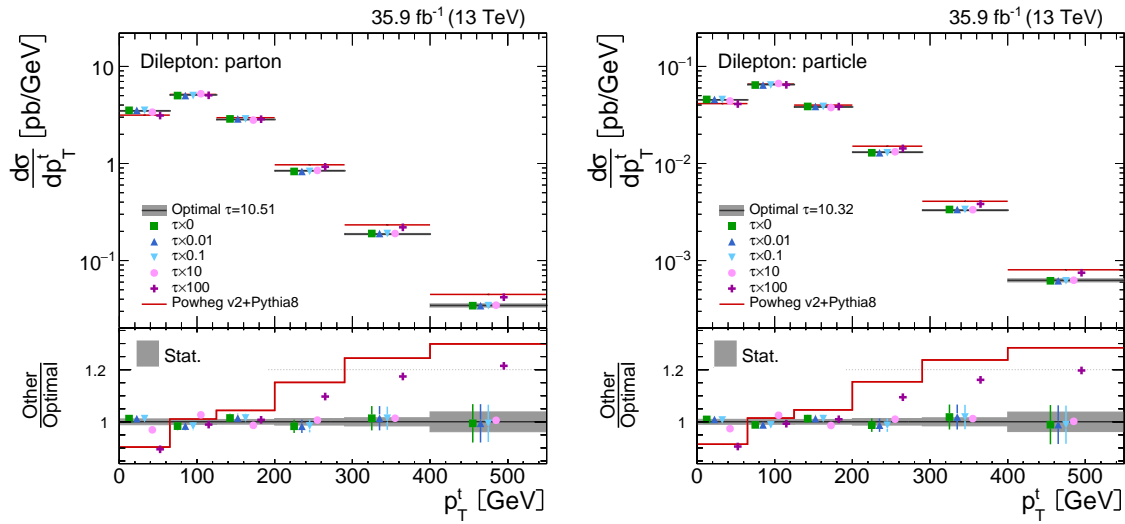 35.9 fb⁻¹ (13 TeV)
Dilepton: parton
dσ/dp_T^t [pb/GeV]
10
1
10⁻¹
Optimal τ=10.51
τ×0
τ×0.01
τ×0.1
τ×10
τ×100
Powheg v2+Pythia8
Stat.
Other/Optimal
1.2
1
0 100 200 300 400 500
p_T^t [GeV]
35.9 fb⁻¹ (13 TeV)
Dilepton: particle
dσ/dp_T^t [pb/GeV]
10⁻¹
10⁻²
10⁻³
Optimal τ=10.32
τ×0
τ×0.01
τ×0.1
τ×10
τ×100
Powheg v2+Pythia8
Stat.
Other/Optimal
1.2
1
0 100 200 300 400 500
p_T^t [GeV]